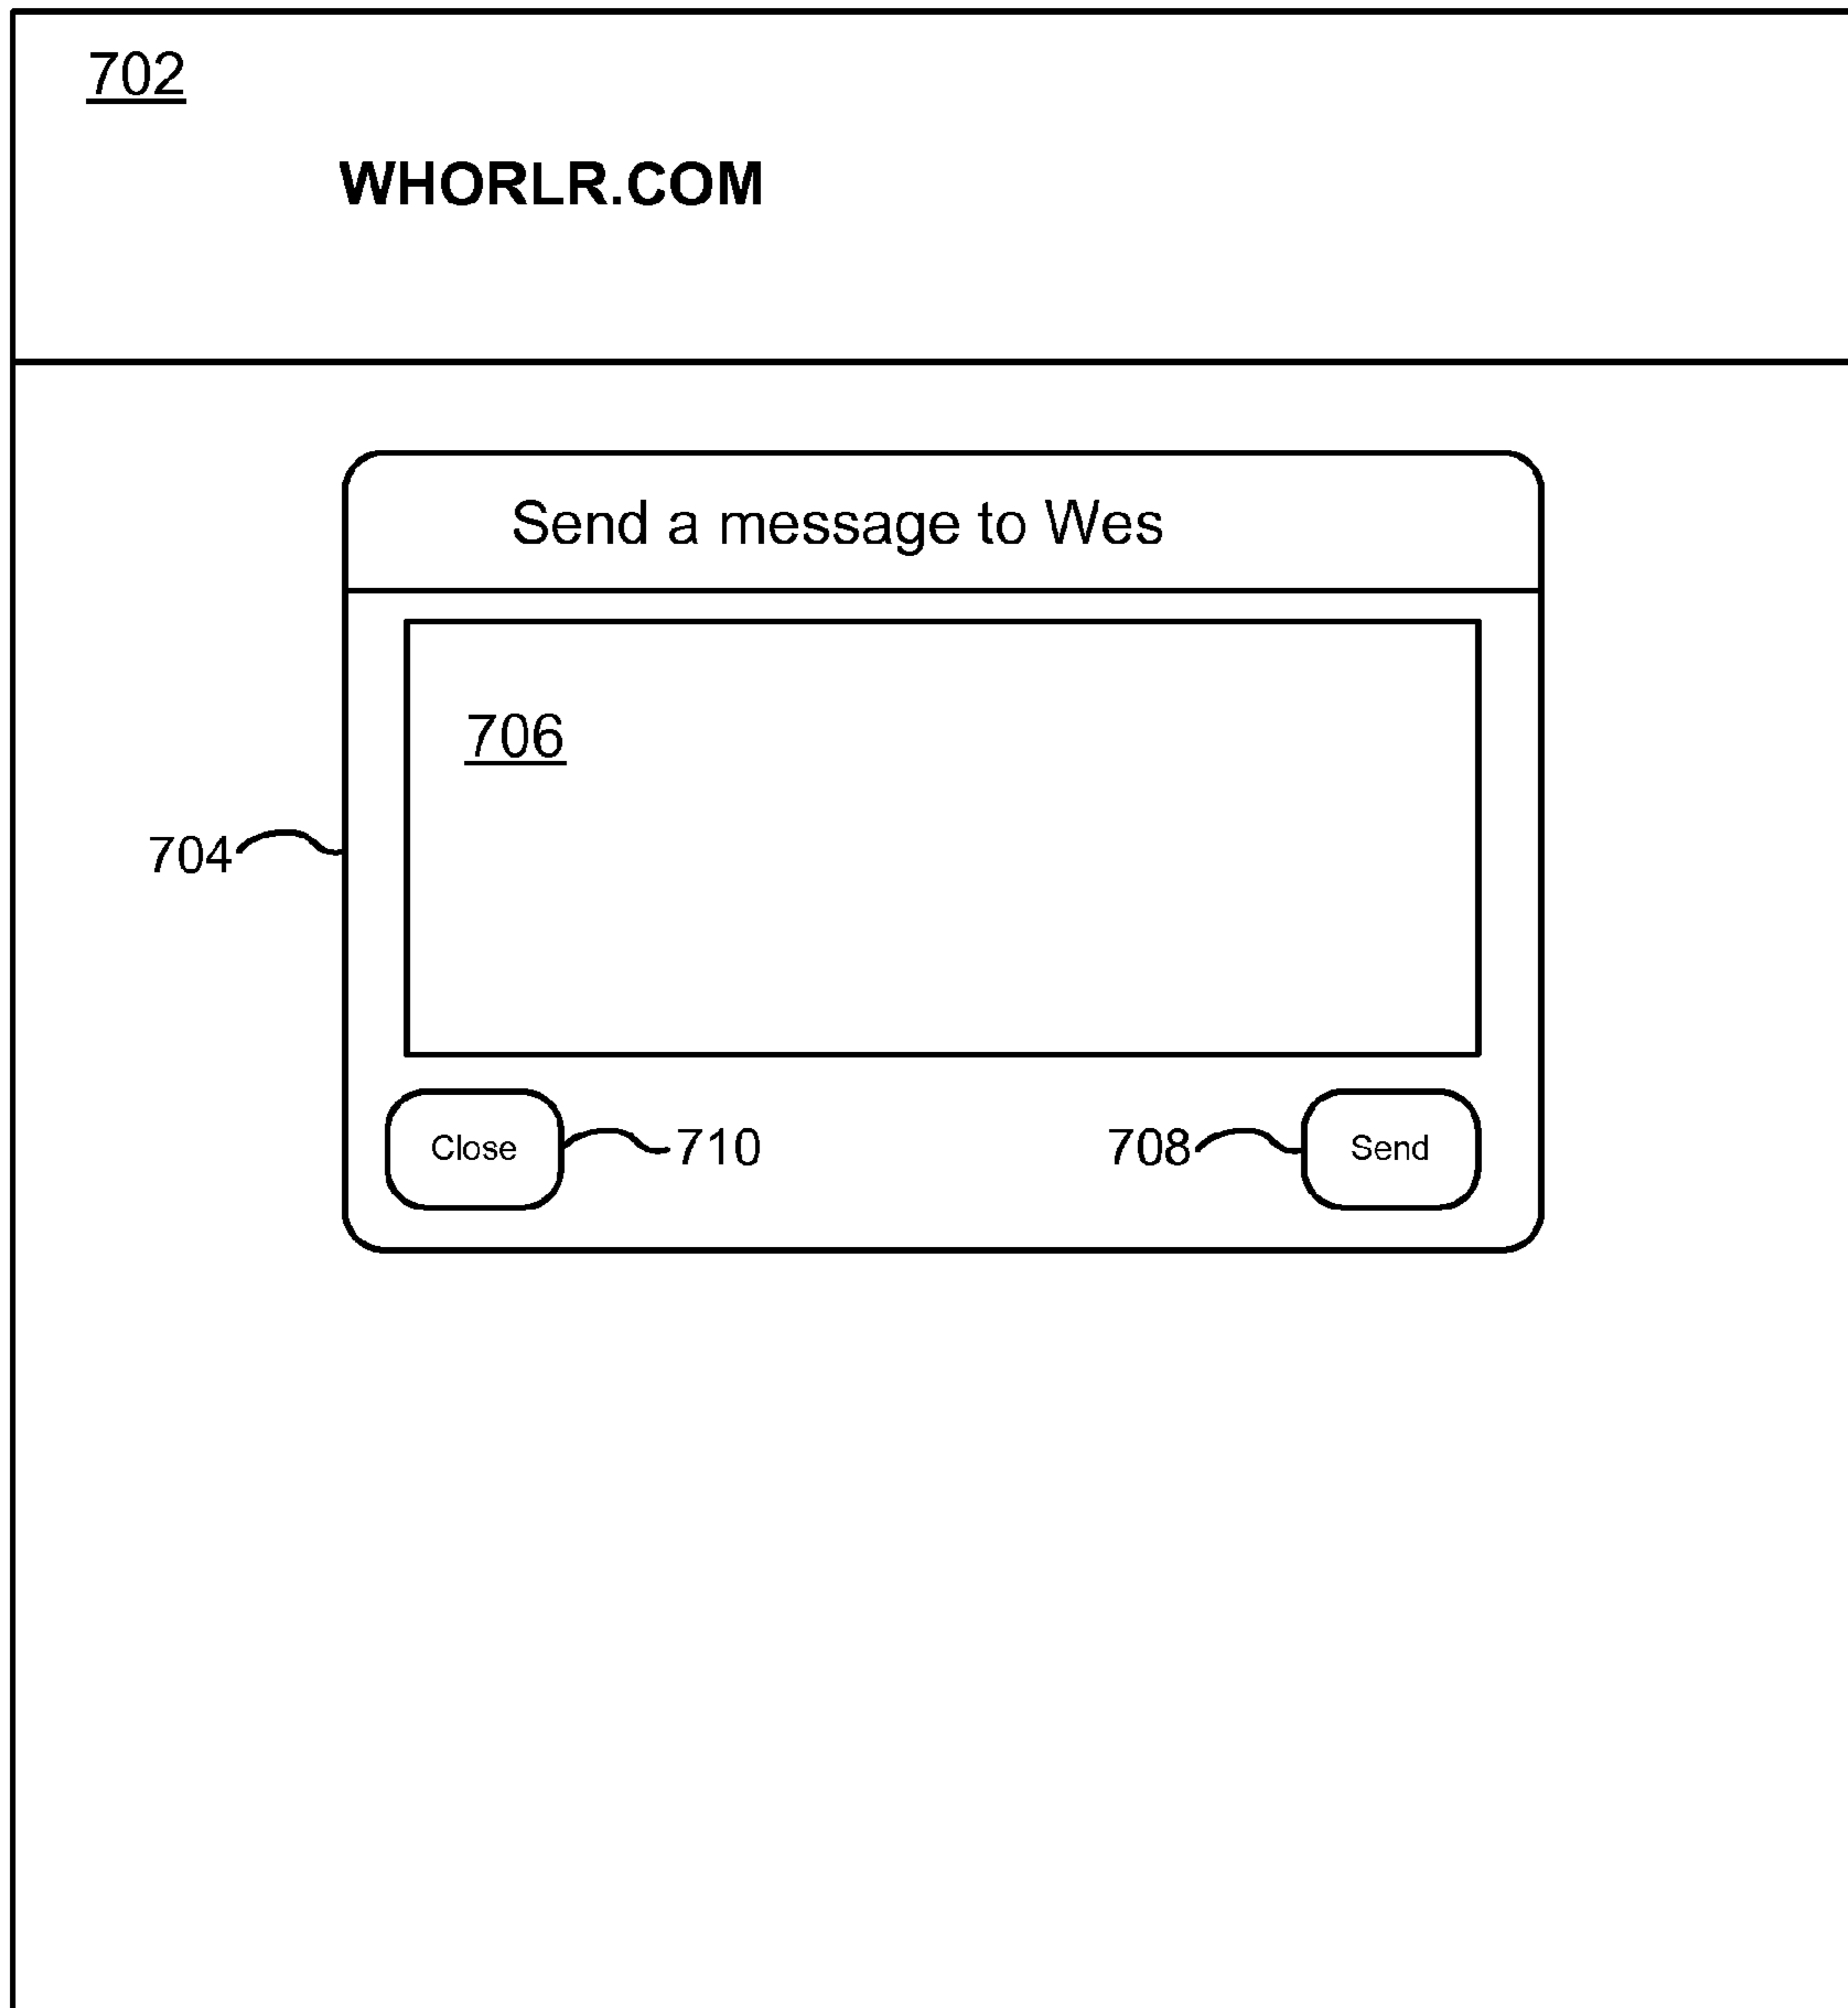 702
WHORLR.COM
Send a message to Wes
706
704
Close 710 708 Send